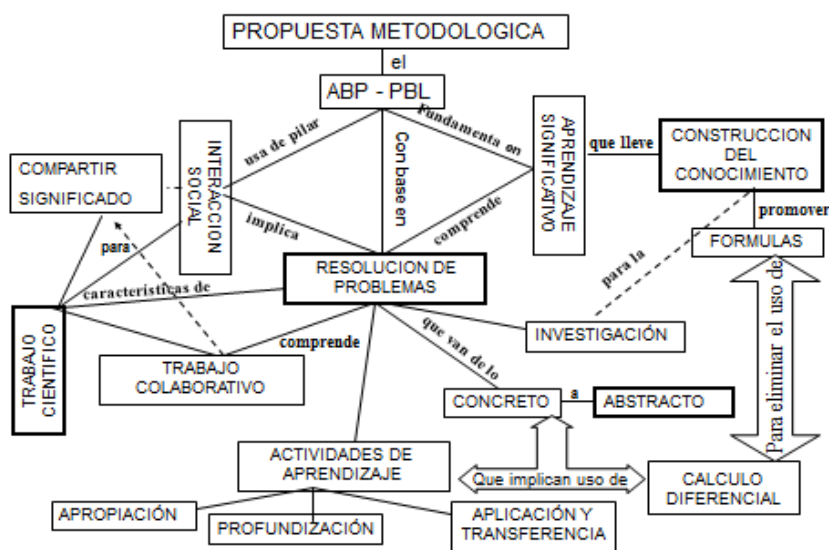 PROPUESTA METODOLOGICA
el
ABP - PBL
usa de pilar
Con base en
Fundamenta en
INTERACCION
SOCIAL
APRENDIZAJE
SIGNIFICATIVO
que lleve
CONSTRUCCION
DEL
CONOCIMIENTO
COMPARTIR
SIGNIFICADO
para
implica
comprende
promover
FORMULAS
RESOLUCION DE
PROBLEMAS
para la
características de
TRABAJO
CIENTIFICO
TRABAJO
COLABORATIVO
comprende
que van de lo
INVESTIGACIÓN
Para eliminar el uso de
CONCRETO
a
ABSTRACTO
ACTIVIDADES DE
APRENDIZAJE
Que implican uso de
CALCULO
DIFERENCIAL
APROPIACIÓN
PROFUNDIZACIÓN
APLICACIÓN Y
TRANSFERENCIA